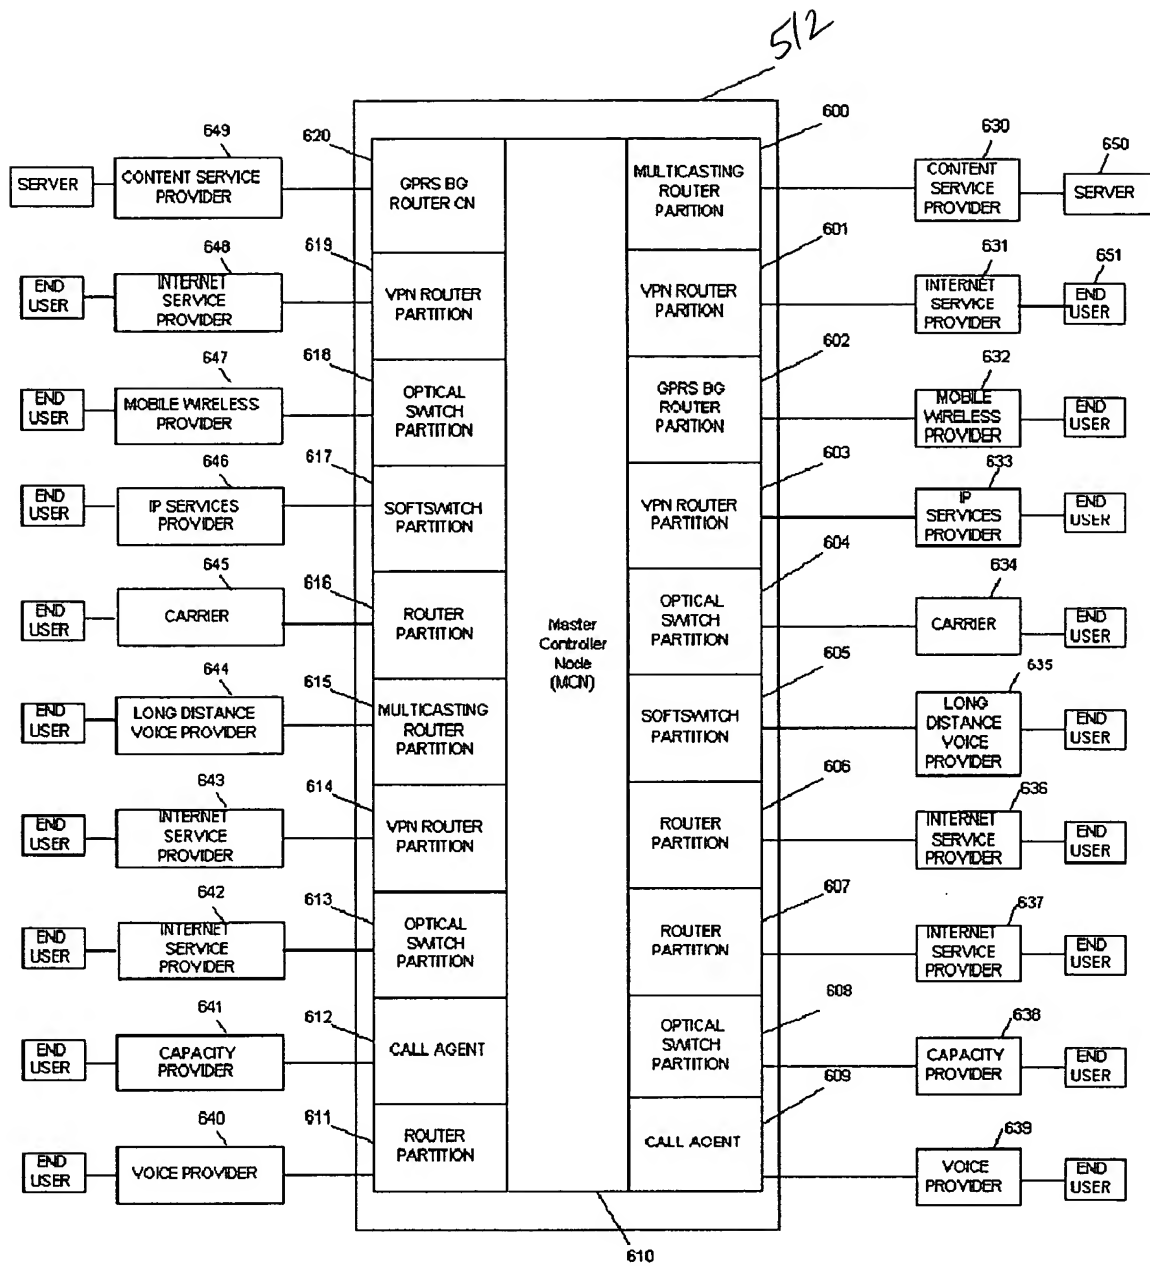 512
649
620
600
630
650
SERVER
CONTENT SERVICE
PROVIDER
GPRS BG
ROUTER CN
MULTICASTING
ROUTER
PARTITION
CONTENT
SERVICE
PROVIDER
SERVER
648
619
601
631
651
END
USER
INTERNET
SERVICE
PROVIDER
VPN ROUTER
PARTITION
VPN ROUTER
PARTITION
INTERNET
SERVICE
PROVIDER
END
USER
647
618
602
632
END
USER
MOBILE WIRELESS
PROVIDER
OPTICAL
SWITCH
PARTITION
GPRS BG
ROUTER
PARTITION
MOBILE
WIRELESS
PROVIDER
END
USER
646
617
603
633
END
USER
IP SERVICES
PROVIDER
SOFTSWITCH
PARTITION
VPN ROUTER
PARTITION
IP
SERVICES
PROVIDER
END
USER
645
616
604
634
END
USER
CARRIER
ROUTER
PARTITION
Master
Controller
Node
(MCN)
OPTICAL
SWITCH
PARTITION
CARRIER
END
USER
644
615
605
635
END
USER
LONG DISTANCE
VOICE PROVIDER
MULTICASTING
ROUTER
PARTITION
SOFTSWITCH
PARTITION
LONG
DISTANCE
VOICE
PROVIDER
END
USER
643
614
606
636
END
USER
INTERNET
SERVICE
PROVIDER
VPN ROUTER
PARTITION
ROUTER
PARTITION
INTERNET
SERVICE
PROVIDER
END
USER
642
613
607
637
END
USER
INTERNET
SERVICE
PROVIDER
OPTICAL
SWITCH
PARTITION
ROUTER
PARTITION
INTERNET
SERVICE
PROVIDER
END
USER
641
612
608
638
END
USER
CAPACITY
PROVIDER
CALL AGENT
OPTICAL
SWITCH
PARTITION
CAPACITY
PROVIDER
END
USER
640
611
609
639
END
USER
VOICE PROVIDER
ROUTER
PARTITION
CALL AGENT
VOICE
PROVIDER
END
USER
610